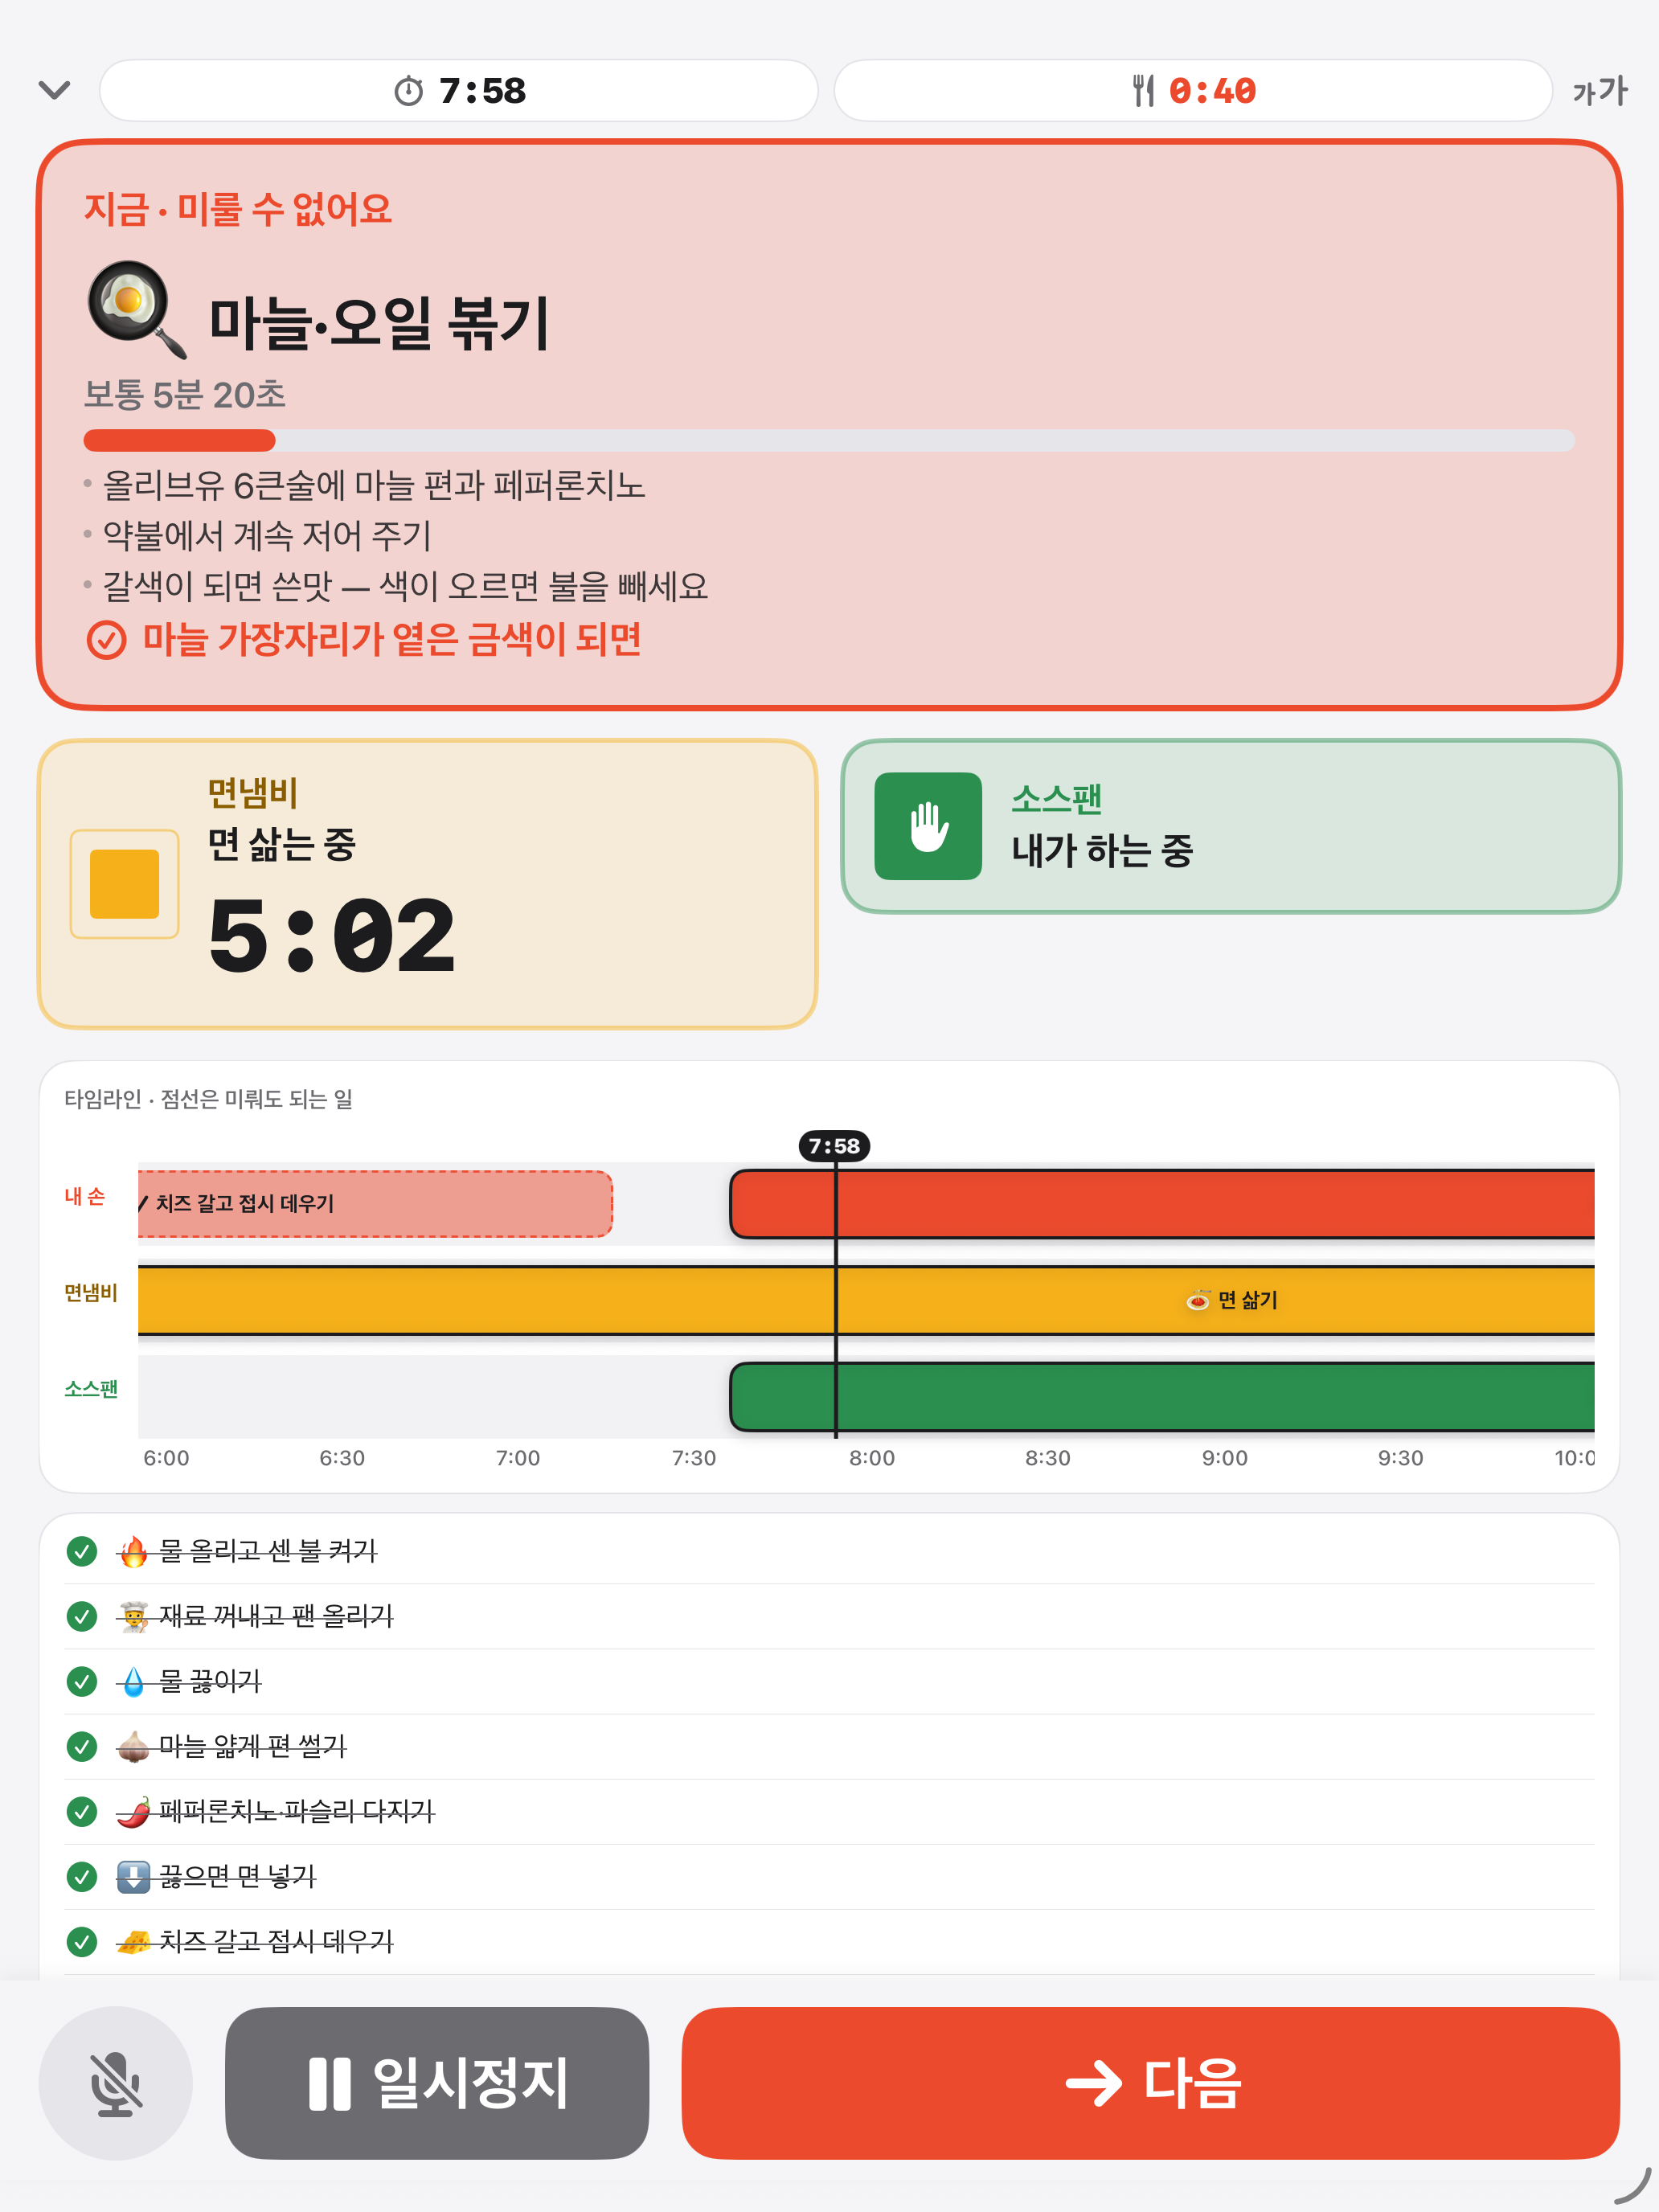 7:58
0:40
가가
지금 · 미룰 수 없어요
마늘·오일 볶기
보통 5분 20초
• 올리브유 6큰술에 마늘 편과 페퍼론치노
• 약불에서 계속 저어 주기
• 갈색이 되면 쓴맛 — 색이 오르면 불을 빼세요
마늘 가장자리가 옅은 금색이 되면
면냄비
면 삶는 중
5:02
소스팬
내가 하는 중
타임라인 · 점선은 미뤄도 되는 일
7:58
내 손
치즈 갈고 접시 데우기
면냄비
면 삶기
소스팬
6:00 6:30 7:00 7:30 8:00 8:30 9:00 9:30 10:0
물 올리고 센 불 켜기
재료 꺼내고 팬 올리기
물 끓이기
마늘 얇게 편 썰기
페퍼론치노·파슬리 다지기
끓으면 면 넣기
치즈 갈고 접시 데우기
일시정지
다음